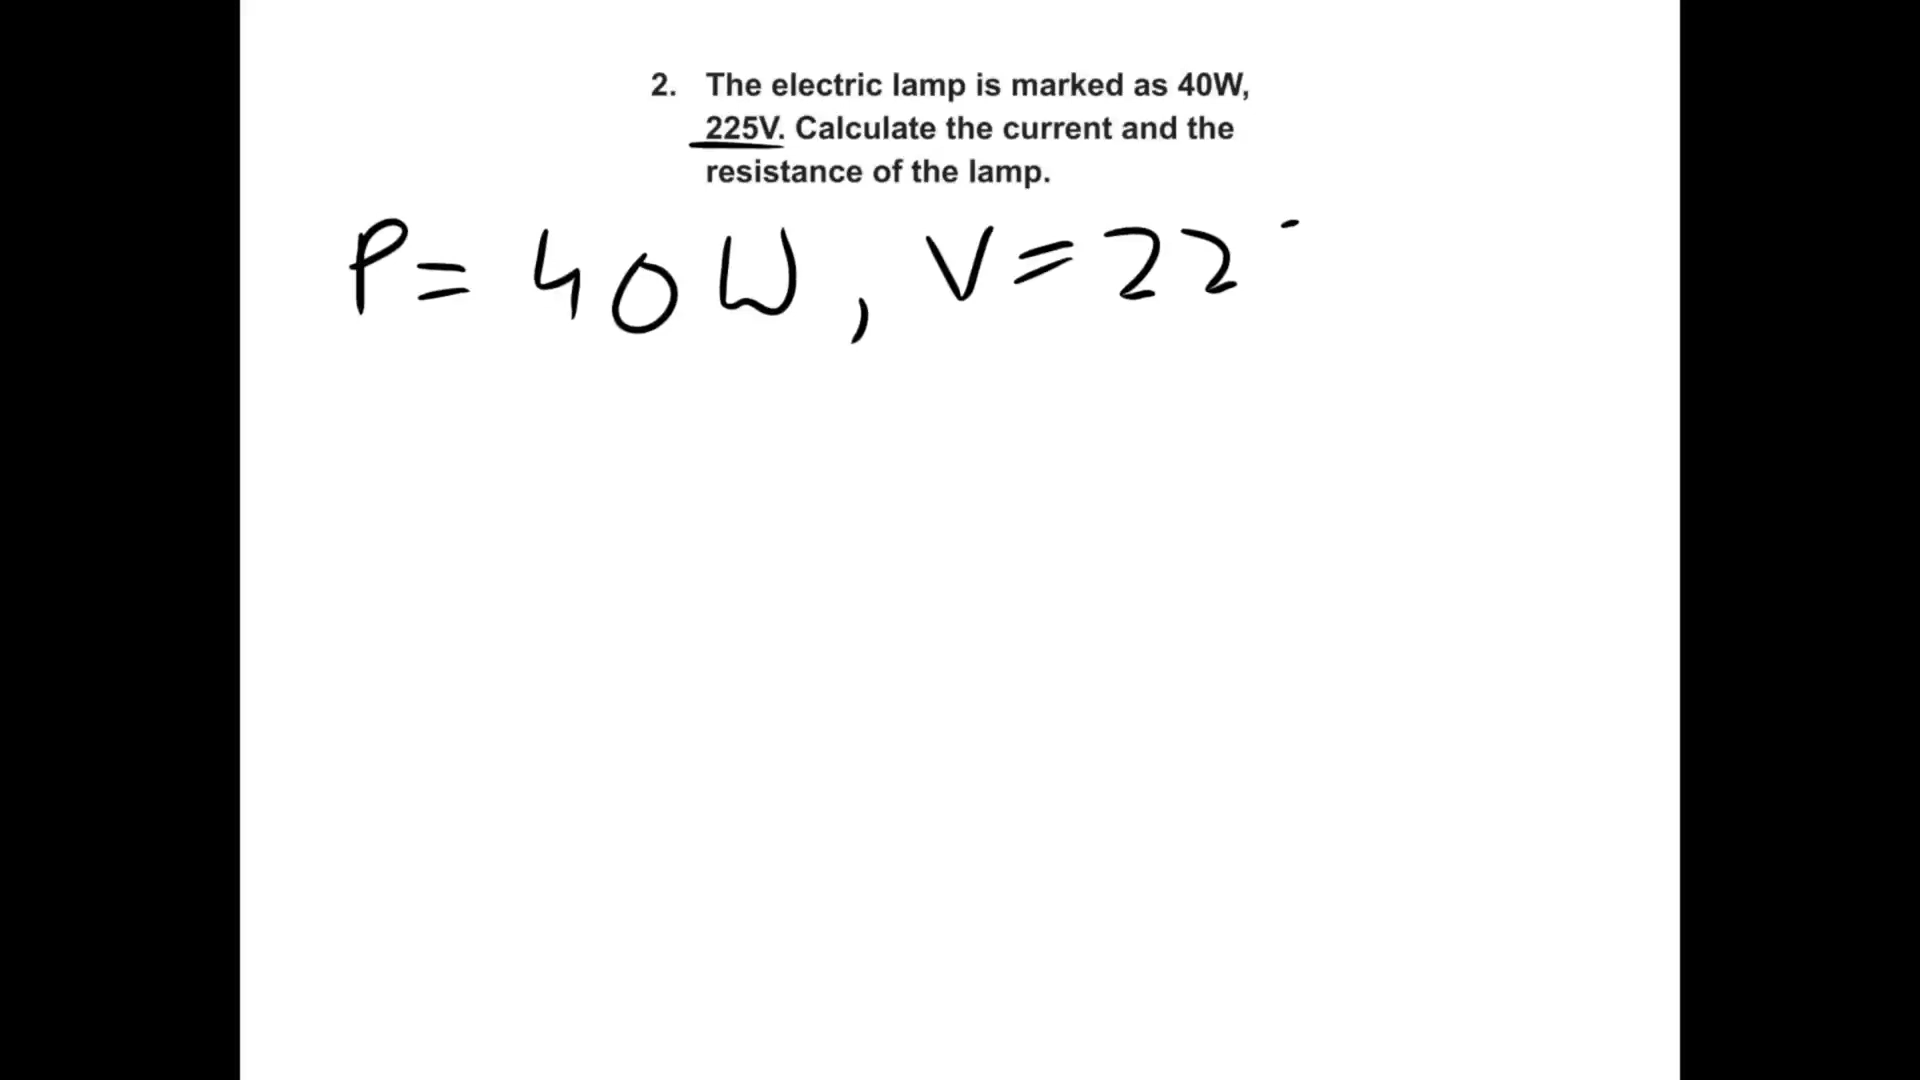 2. The electric lamp is marked as 40W,
225V. Calculate the current and the
resistance of the lamp.
P = 40W, V = 22